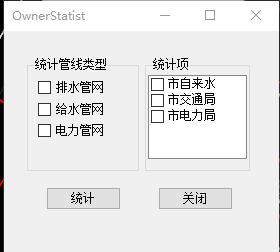 OwnerStatist
统计管线类型
排水管网
给水管网
电力管网
统计项
市自来水
市交通局
市电力局
统计
关闭